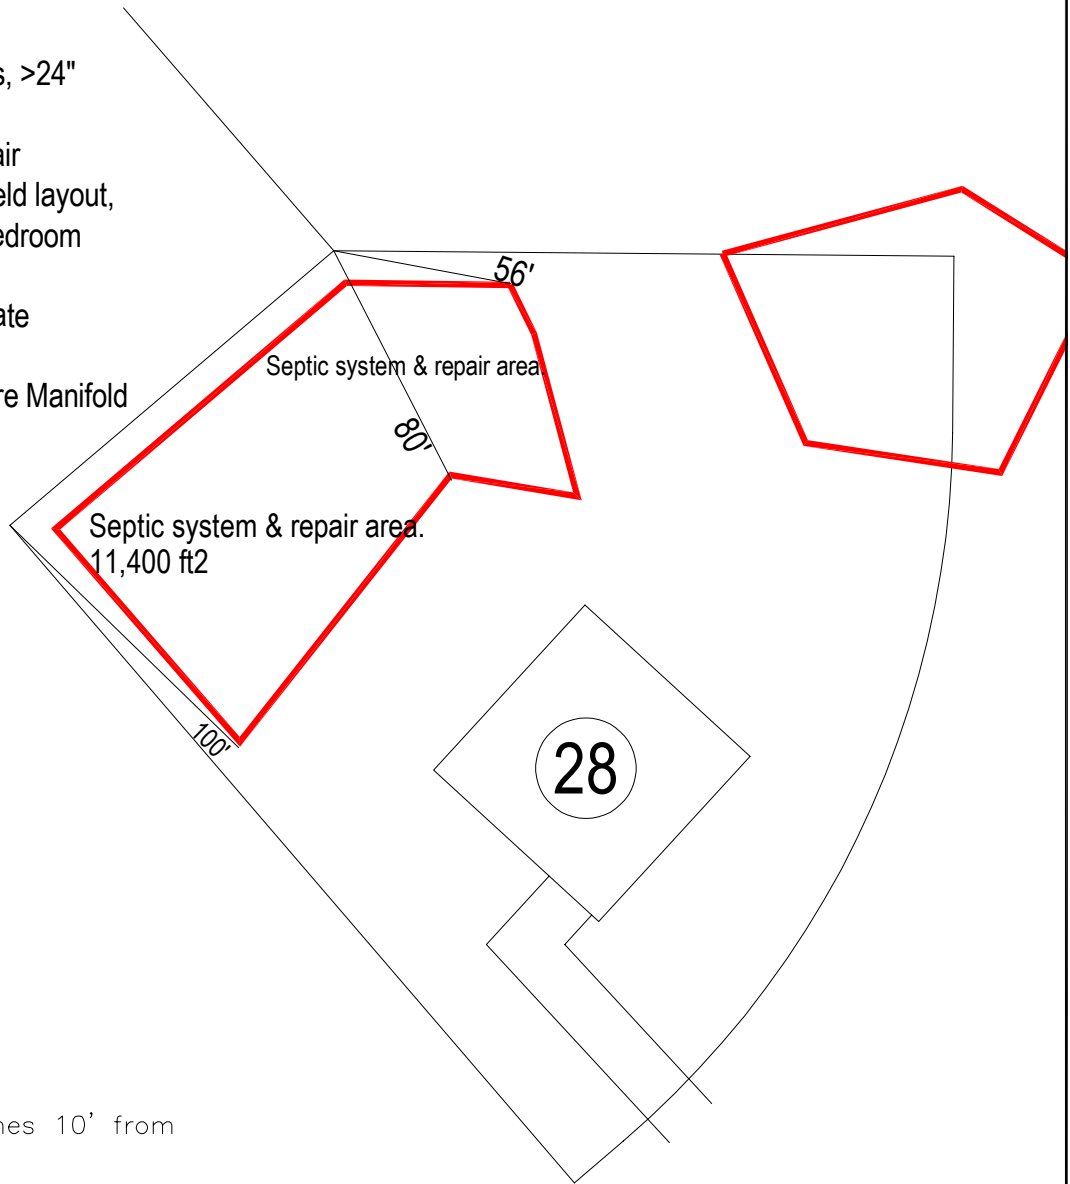 s, >24"
air
eld layout,
edroom
ate
re Manifold
56'
Septic system & repair area.
80'
Septic system & repair area.
11,400 ft2
100'
28
nes 10' from